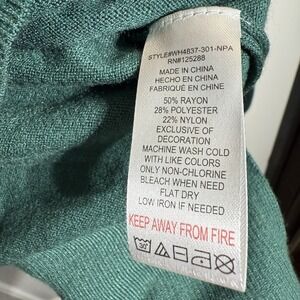 STYLE#WH4837-301-NPA
RN#125288
MADE IN CHINA
HECHO EN CHINA
FABRIQUÉ EN CHINE
50% RAYON
28% POLYESTER
22% NYLON
EXCLUSIVE OF
DECORATION
MACHINE WASH COLD
WITH LIKE COLORS
ONLY NON-CHLORINE
BLEACH WHEN NEED
FLAT DRY
LOW IRON IF NEEDED
KEEP AWAY FROM FIRE
30°